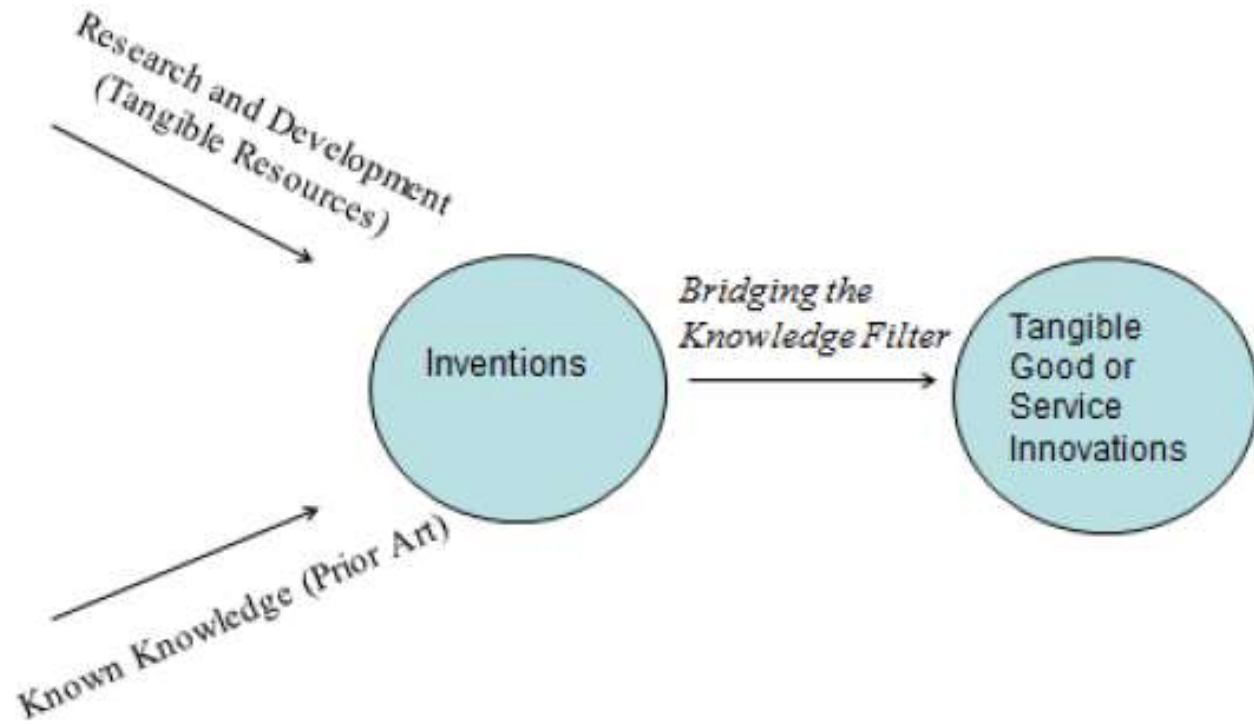 Research and Development
(Tangible Resources)
Inventions
Bridging the
Knowledge Filter
Tangible
Good or
Service
Innovations
Known Knowledge (Prior Art)